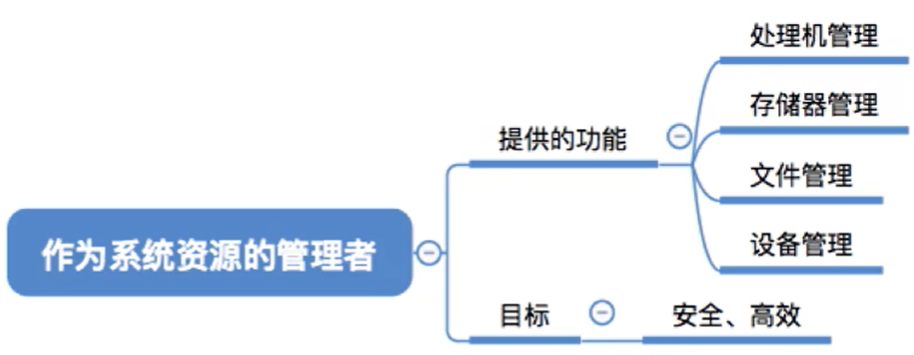 作为系统资源的管理者
提供的功能
处理机管理
存储器管理
文件管理
设备管理
目标
安全、高效